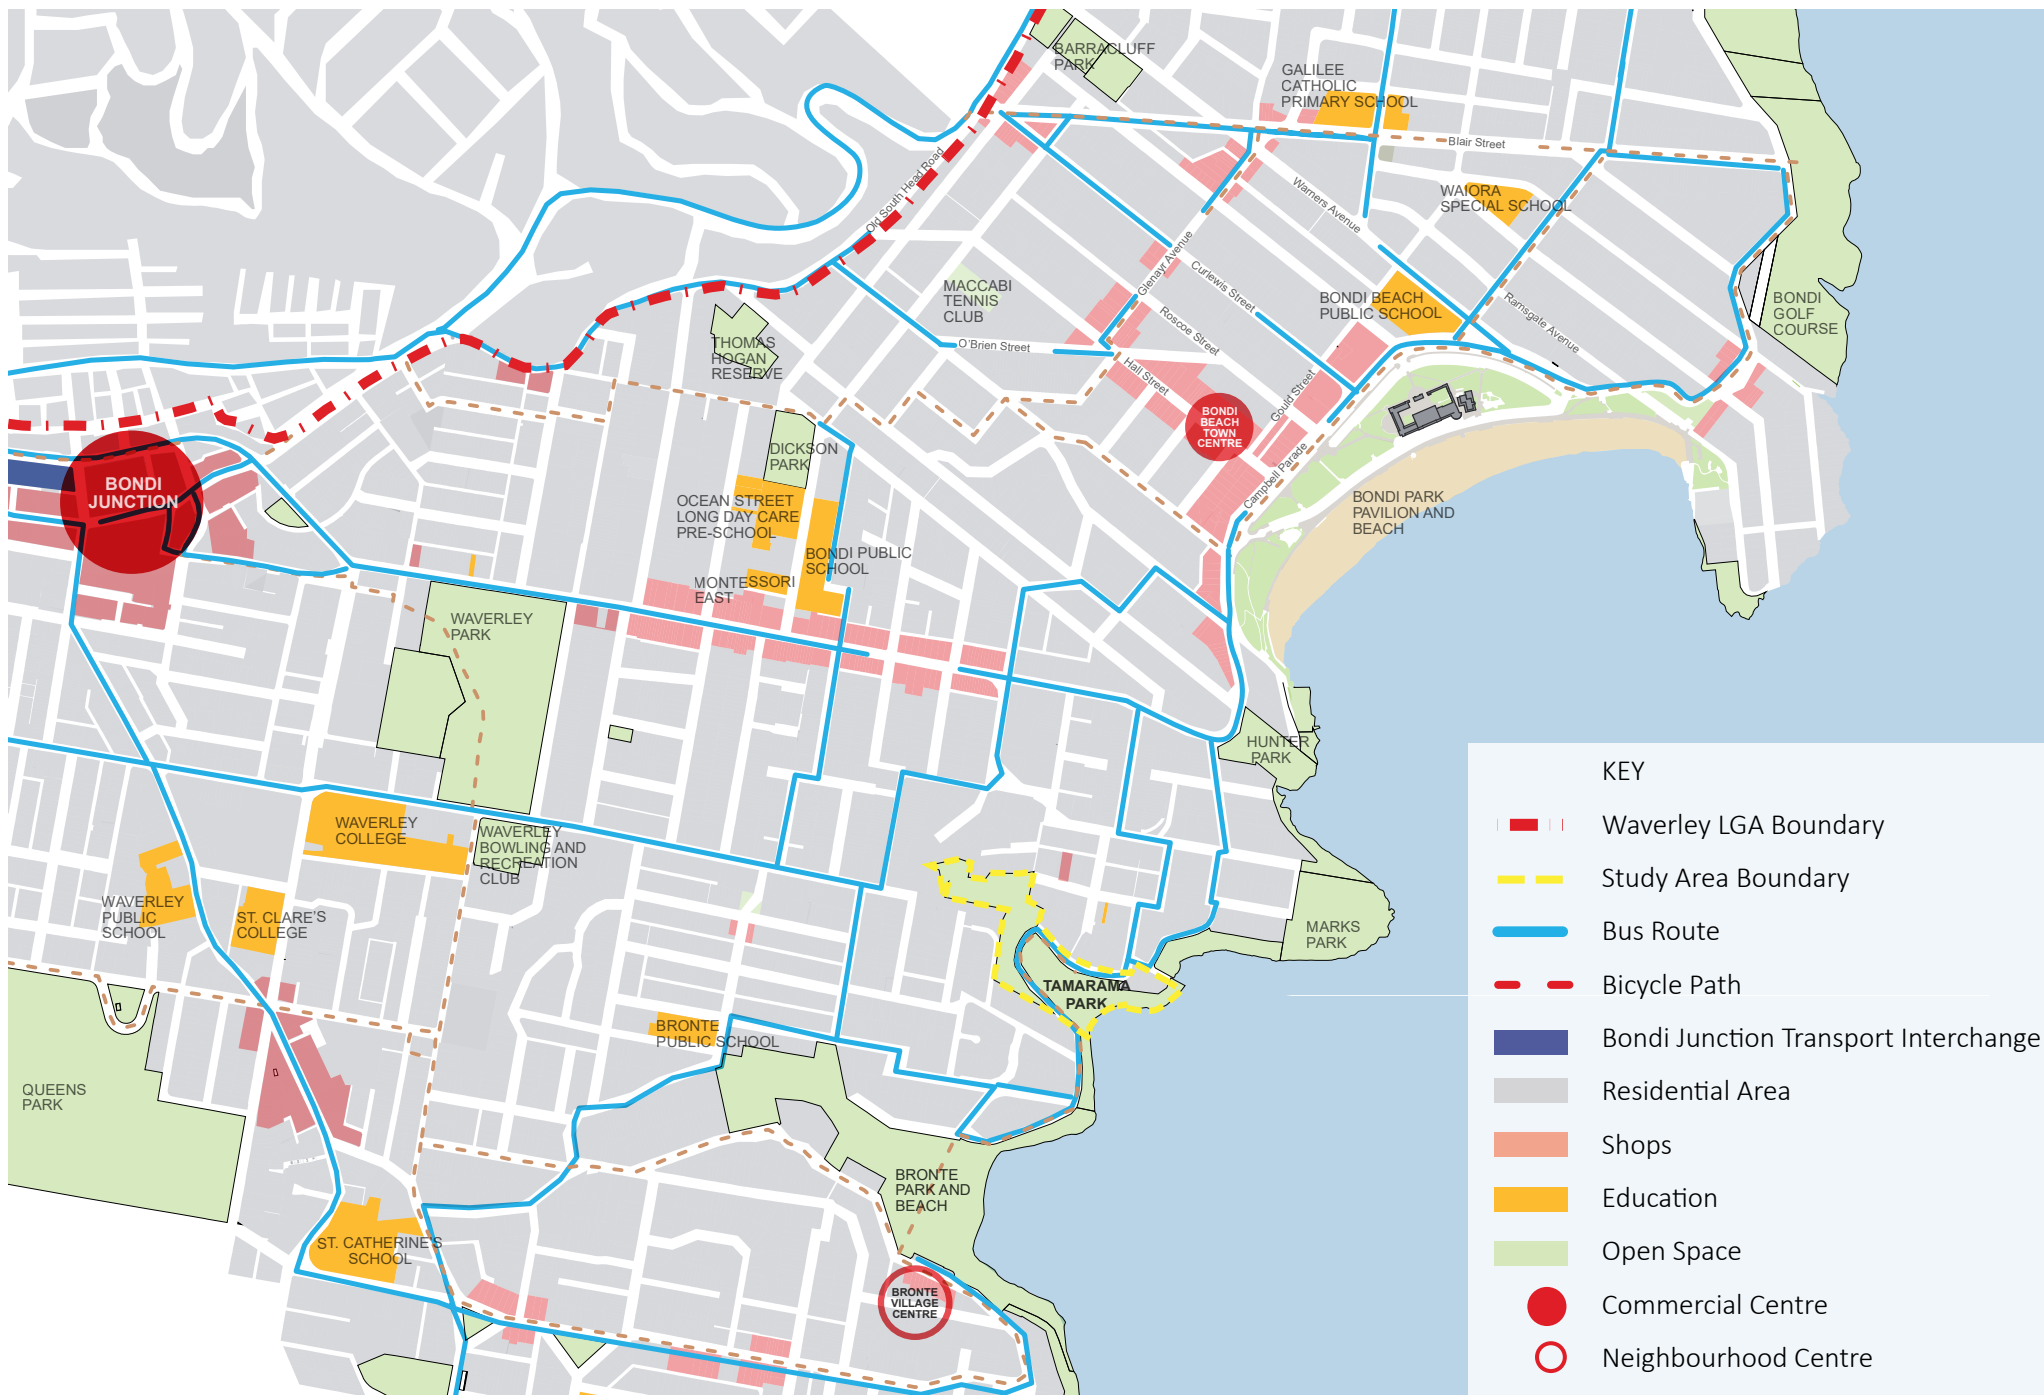 BARRACLUFF
PARK
GALILEE
CATHOLIC
PRIMARY SCHOOL
Blair Street
Old South Head Road
WAIORA
SPECIAL SCHOOL
Warners Avenue
Glenayr Avenue
Curlewis Street
MACCABI
TENNIS
CLUB
BONDI BEACH
PUBLIC SCHOOL
Ramsgate Avenue
BONDI
GOLF
COURSE
Roscoe Street
O'Brien Street
THOMAS
HOGAN
RESERVE
Hall Street
Gould Street
BONDI
BEACH
TOWN
CENTRE
DICKSON
PARK
Campbell Parade
BONDI
JUNCTION
OCEAN STREET
LONG DAY CARE
PRE-SCHOOL
BONDI PARK
PAVILION AND
BEACH
BONDI PUBLIC
SCHOOL
MONTESSORI
EAST
WAVERLEY
PARK
HUNTER
PARK
WAVERLEY
COLLEGE
WAVERLEY
BOWLING AND
RECREATION
CLUB
WAVERLEY
PUBLIC
SCHOOL
ST. CLARE'S
COLLEGE
MARKS
PARK
TAMARAMA
PARK
BRONTE
PUBLIC SCHOOL
QUEENS
PARK
BRONTE
PARK AND
BEACH
ST. CATHERINE'S
SCHOOL
BRONTE
VILLAGE
CENTRE
KEY
Waverley LGA Boundary
Study Area Boundary
Bus Route
Bicycle Path
Bondi Junction Transport Interchange
Residential Area
Shops
Education
Open Space
Commercial Centre
Neighbourhood Centre